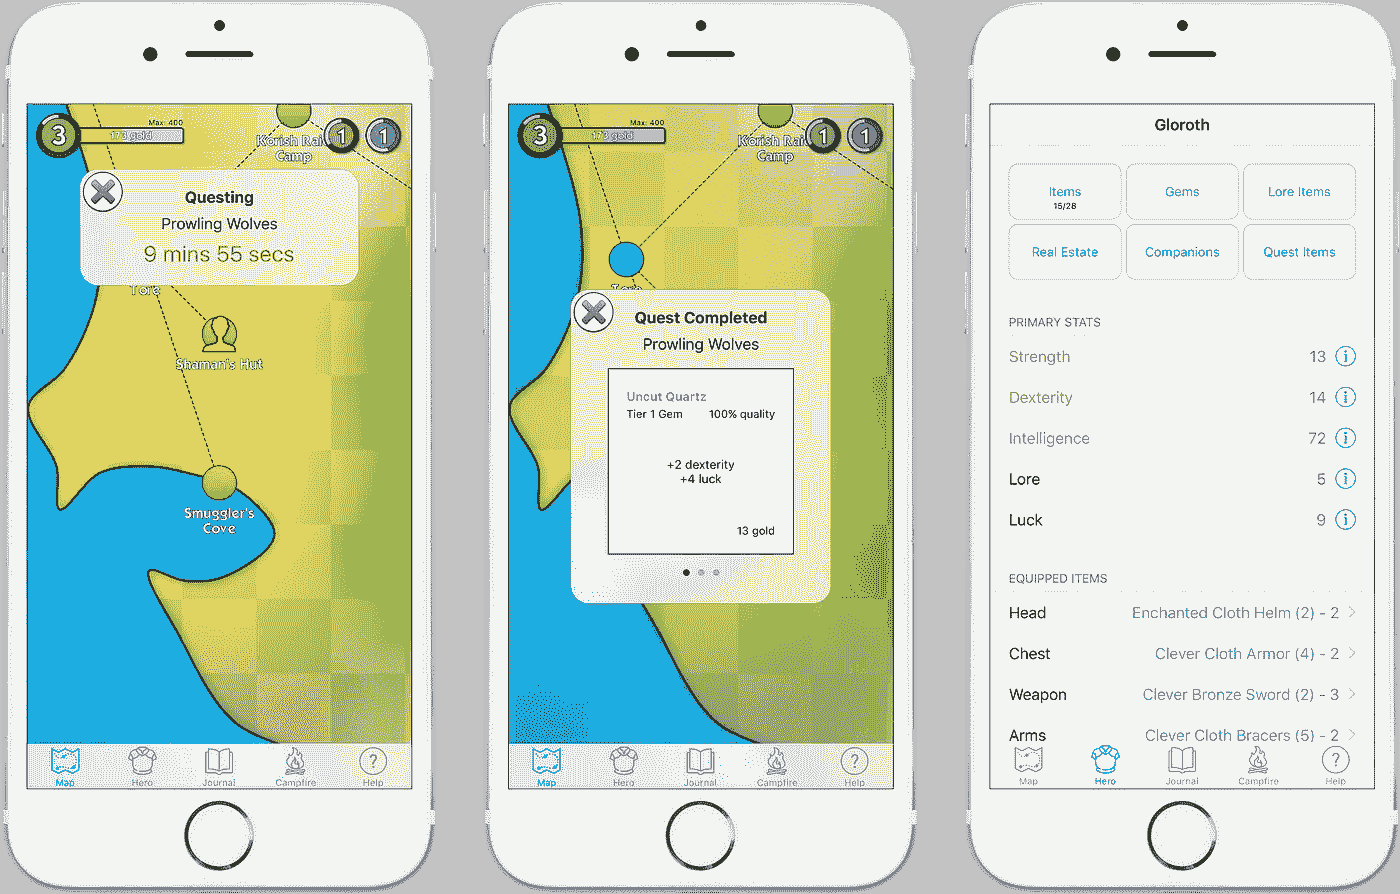 3
173 gold
Max: 400
Korish Rai
Camp
1
1
Questing
Prowling Wolves
9 mins 55 secs
Tore
Shaman's Hut
Smuggler's
Cove
Map
Hero
Journal
Campfire
Help
3
173 gold
Max: 400
Korish Rai
Camp
1
1
Quest Completed
Prowling Wolves
Uncut Quartz
Tier 1 Gem 100% quality
+2 dexterity
+4 luck
13 gold
Map
Hero
Journal
Campfire
Help
Gloroth
Items
15/28
Gems
Lore Items
Real Estate
Companions
Quest Items
PRIMARY STATS
Strength 13
Dexterity 14
Intelligence 72
Lore 5
Luck 9
EQUIPPED ITEMS
Head Enchanted Cloth Helm (2) - 2
Chest Clever Cloth Armor (4) - 2
Weapon Clever Bronze Sword (2) - 3
Arms Clever Cloth Bracers (5) - 2
Map
Hero
Journal
Campfire
Help